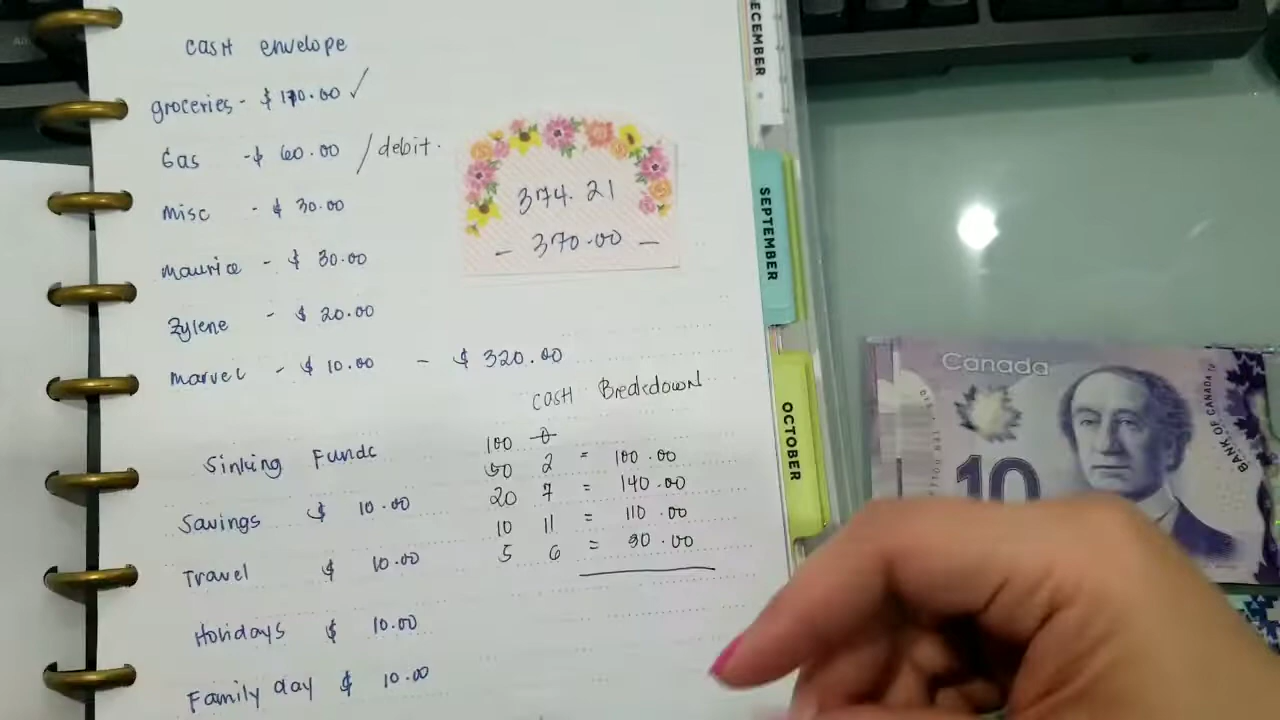 cash envelope
groceries - $ 170.00 ✓
Gas - $ 60.00 / debit.
misc - $ 30.00
maurice - $ 30.00
Zylene - $ 20.00
marvel - $ 10.00 - $ 320.00
374.21
- 370.00 -
cash Breakdown
100 0
50 2 = 100.00
20 7 = 140.00
10 11 = 110.00
5 6 = 30.00
Sinking Funds
Savings $ 10.00
Travel $ 10.00
Holidays $ 10.00
Family day $ 10.00
DECEMBER
SEPTEMBER
OCTOBER
Canada
10
BANK OF CANADA